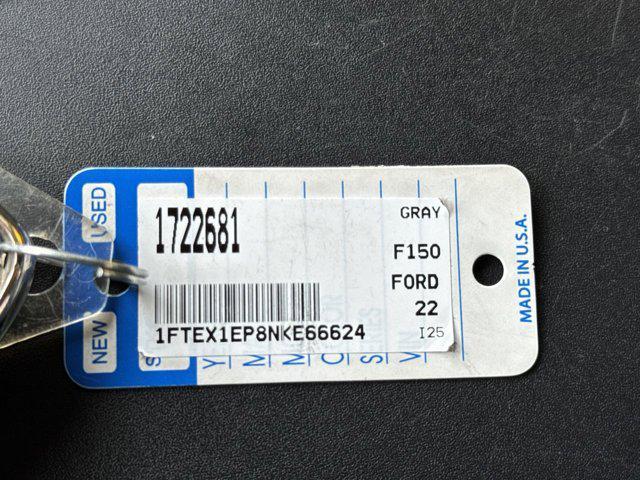 1722681
GRAY
F150
FORD
22
1FTEX1EP8NKE66624
I25
USED
NEW
MADE IN U.S.A.